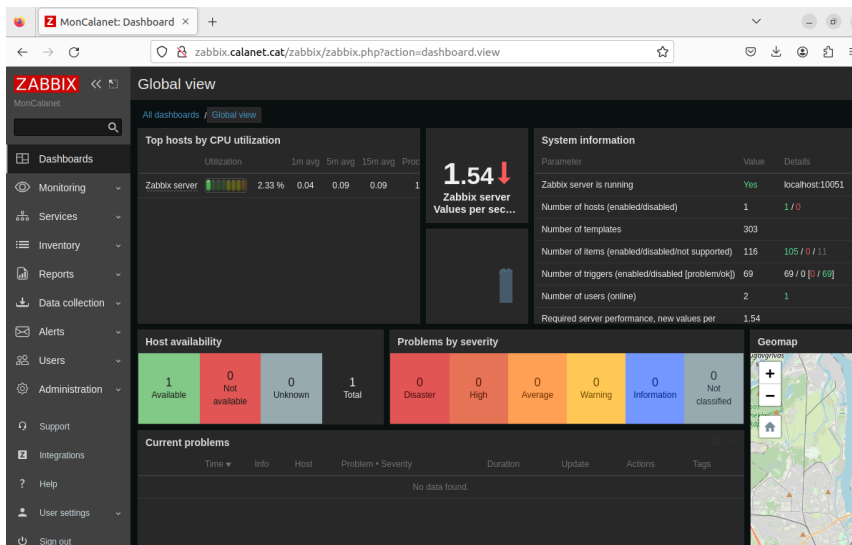 MonCalanet: Dashboard
zabbix.calanet.cat/zabbix/zabbix.php?action=dashboard.view
ZABBIX
MonCalanet
Dashboards
Monitoring
Services
Inventory
Reports
Data collection
Alerts
Users
Administration
Support
Integrations
Help
User settings
Sign out
Global view
All dashboards / Global view
Top hosts by CPU utilization
Utilization 1m avg 5m avg 15m avg Proc
Zabbix server 2.33 % 0.04 0.09 0.09 1
1.54
Zabbix server
Values per sec...
System information
Parameter Value Details
Zabbix server is running Yes localhost:10051
Number of hosts (enabled/disabled) 1 1 / 0
Number of templates 303
Number of items (enabled/disabled/not supported) 116 105 / 0 / 11
Number of triggers (enabled/disabled [problem/ok]) 69 69 / 0 [0 / 69]
Number of users (online) 2 1
Required server performance, new values per 1.54
Host availability
1 Available
0 Not available
0 Unknown
1 Total
Problems by severity
0 Disaster
0 High
0 Average
0 Warning
0 Information
0 Not classified
Geomap
+
−
Current problems
Time ▼ Info Host Problem • Severity Duration Update Actions Tags
No data found.